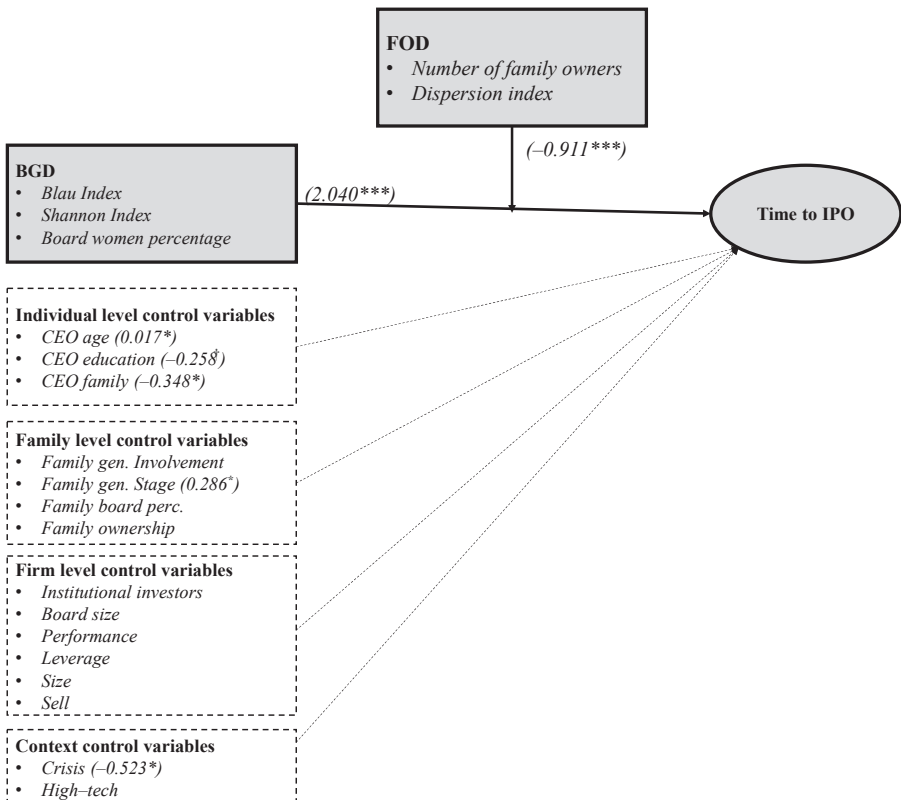 FOD
• Number of family owners
• Dispersion index
(–0.911***)
BGD
• Blau Index
• Shannon Index
• Board women percentage
(2.040***)
Time to IPO
Individual level control variables
• CEO age (0.017*)
• CEO education (–0.258†)
• CEO family (–0.348*)
Family level control variables
• Family gen. Involvement
• Family gen. Stage (0.286*)
• Family board perc.
• Family ownership
Firm level control variables
• Institutional investors
• Board size
• Performance
• Leverage
• Size
• Sell
Context control variables
• Crisis (–0.523*)
• High–tech